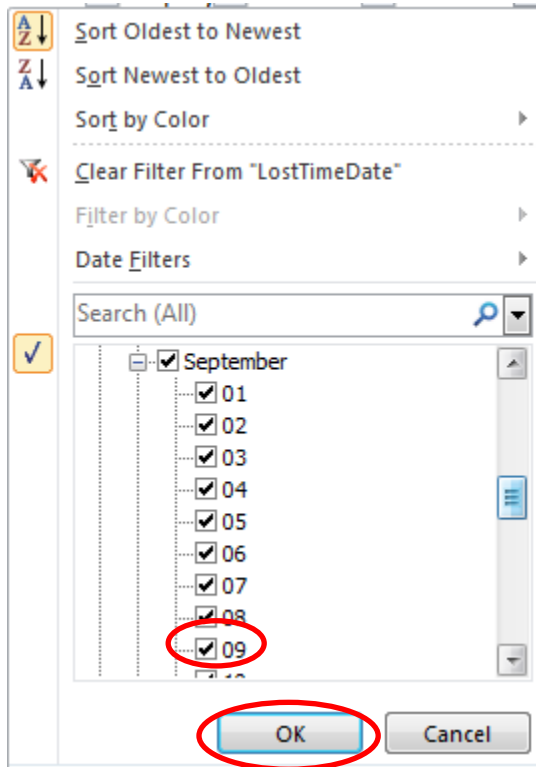 Sort Oldest to Newest
Sort Newest to Oldest
Sort by Color
Clear Filter From "LostTimeDate"
Filter by Color
Date Filters
Search (All)
September
01
02
03
04
05
06
07
08
09
OK Cancel